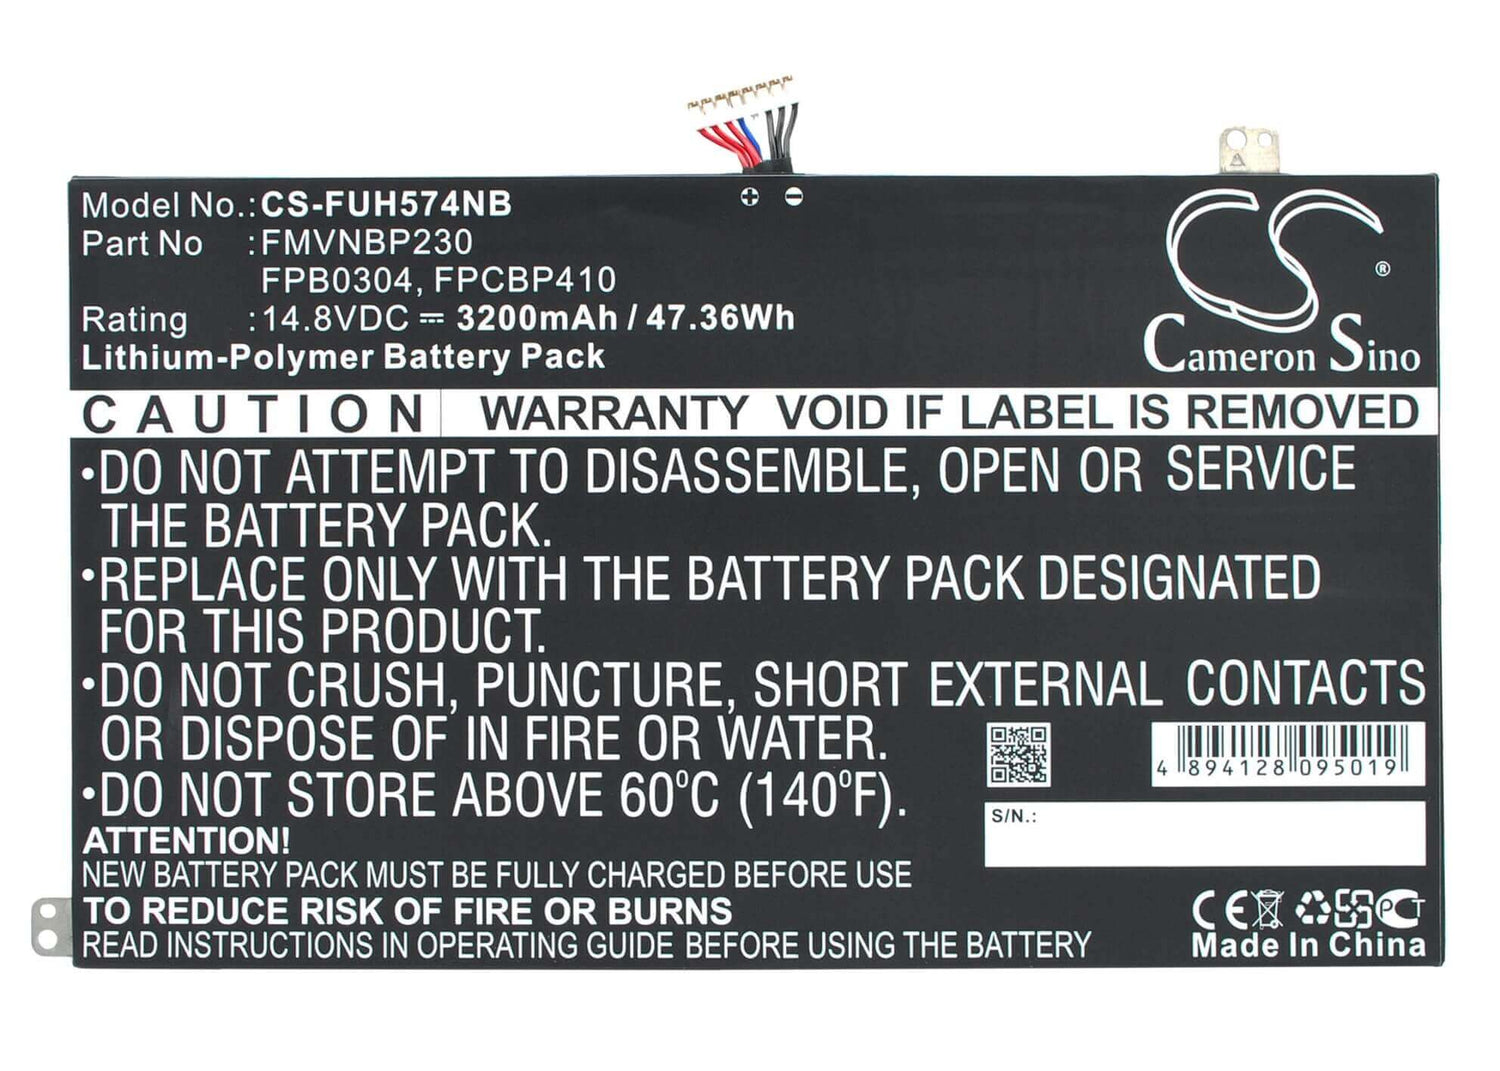 Model No.:CS-FUH574NB
Part No :FMVNBP230
FPB0304, FPCBP410
Rating :14.8VDC ⎓ 3200mAh / 47.36Wh
Lithium-Polymer Battery Pack
+ −
CS
®
Cameron Sino
CAUTION WARRANTY VOID IF LABEL IS REMOVED
•DO NOT ATTEMPT TO DISASSEMBLE, OPEN OR SERVICE
THE BATTERY PACK.
•REPLACE ONLY WITH THE BATTERY PACK DESIGNATED
FOR THIS PRODUCT.
•DO NOT CRUSH, PUNCTURE, SHORT EXTERNAL CONTACTS
OR DISPOSE OF IN FIRE OR WATER.
•DO NOT STORE ABOVE 60°C (140°F).
4 894128 095019
S/N.:
ATTENTION!
NEW BATTERY PACK MUST BE FULLY CHARGED BEFORE USE
TO REDUCE RISK OF FIRE OR BURNS
READ INSTRUCTIONS IN OPERATING GUIDE BEFORE USING THE BATTERY
CE PCT
Made In China